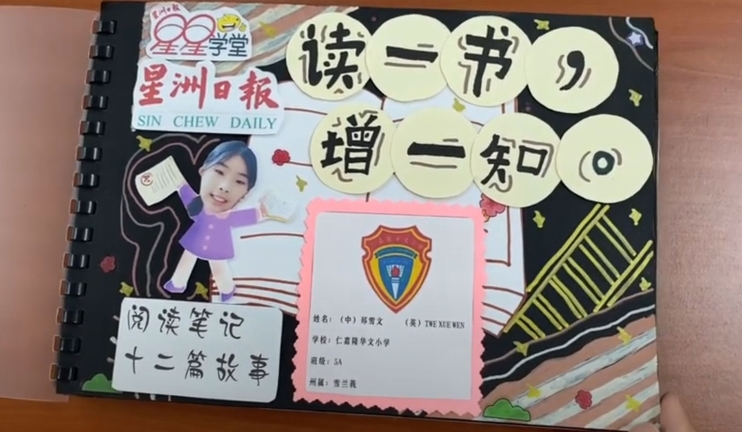 星洲日报
星星学堂
星洲日報
SIN CHEW DAILY
读一书，
增一知。
姓名：（中）郑雪文 （英）TWE XUE WEN
学校：仁嘉隆华文小学
班级：5A
州属：雪兰莪
阅读笔记
十二篇故事